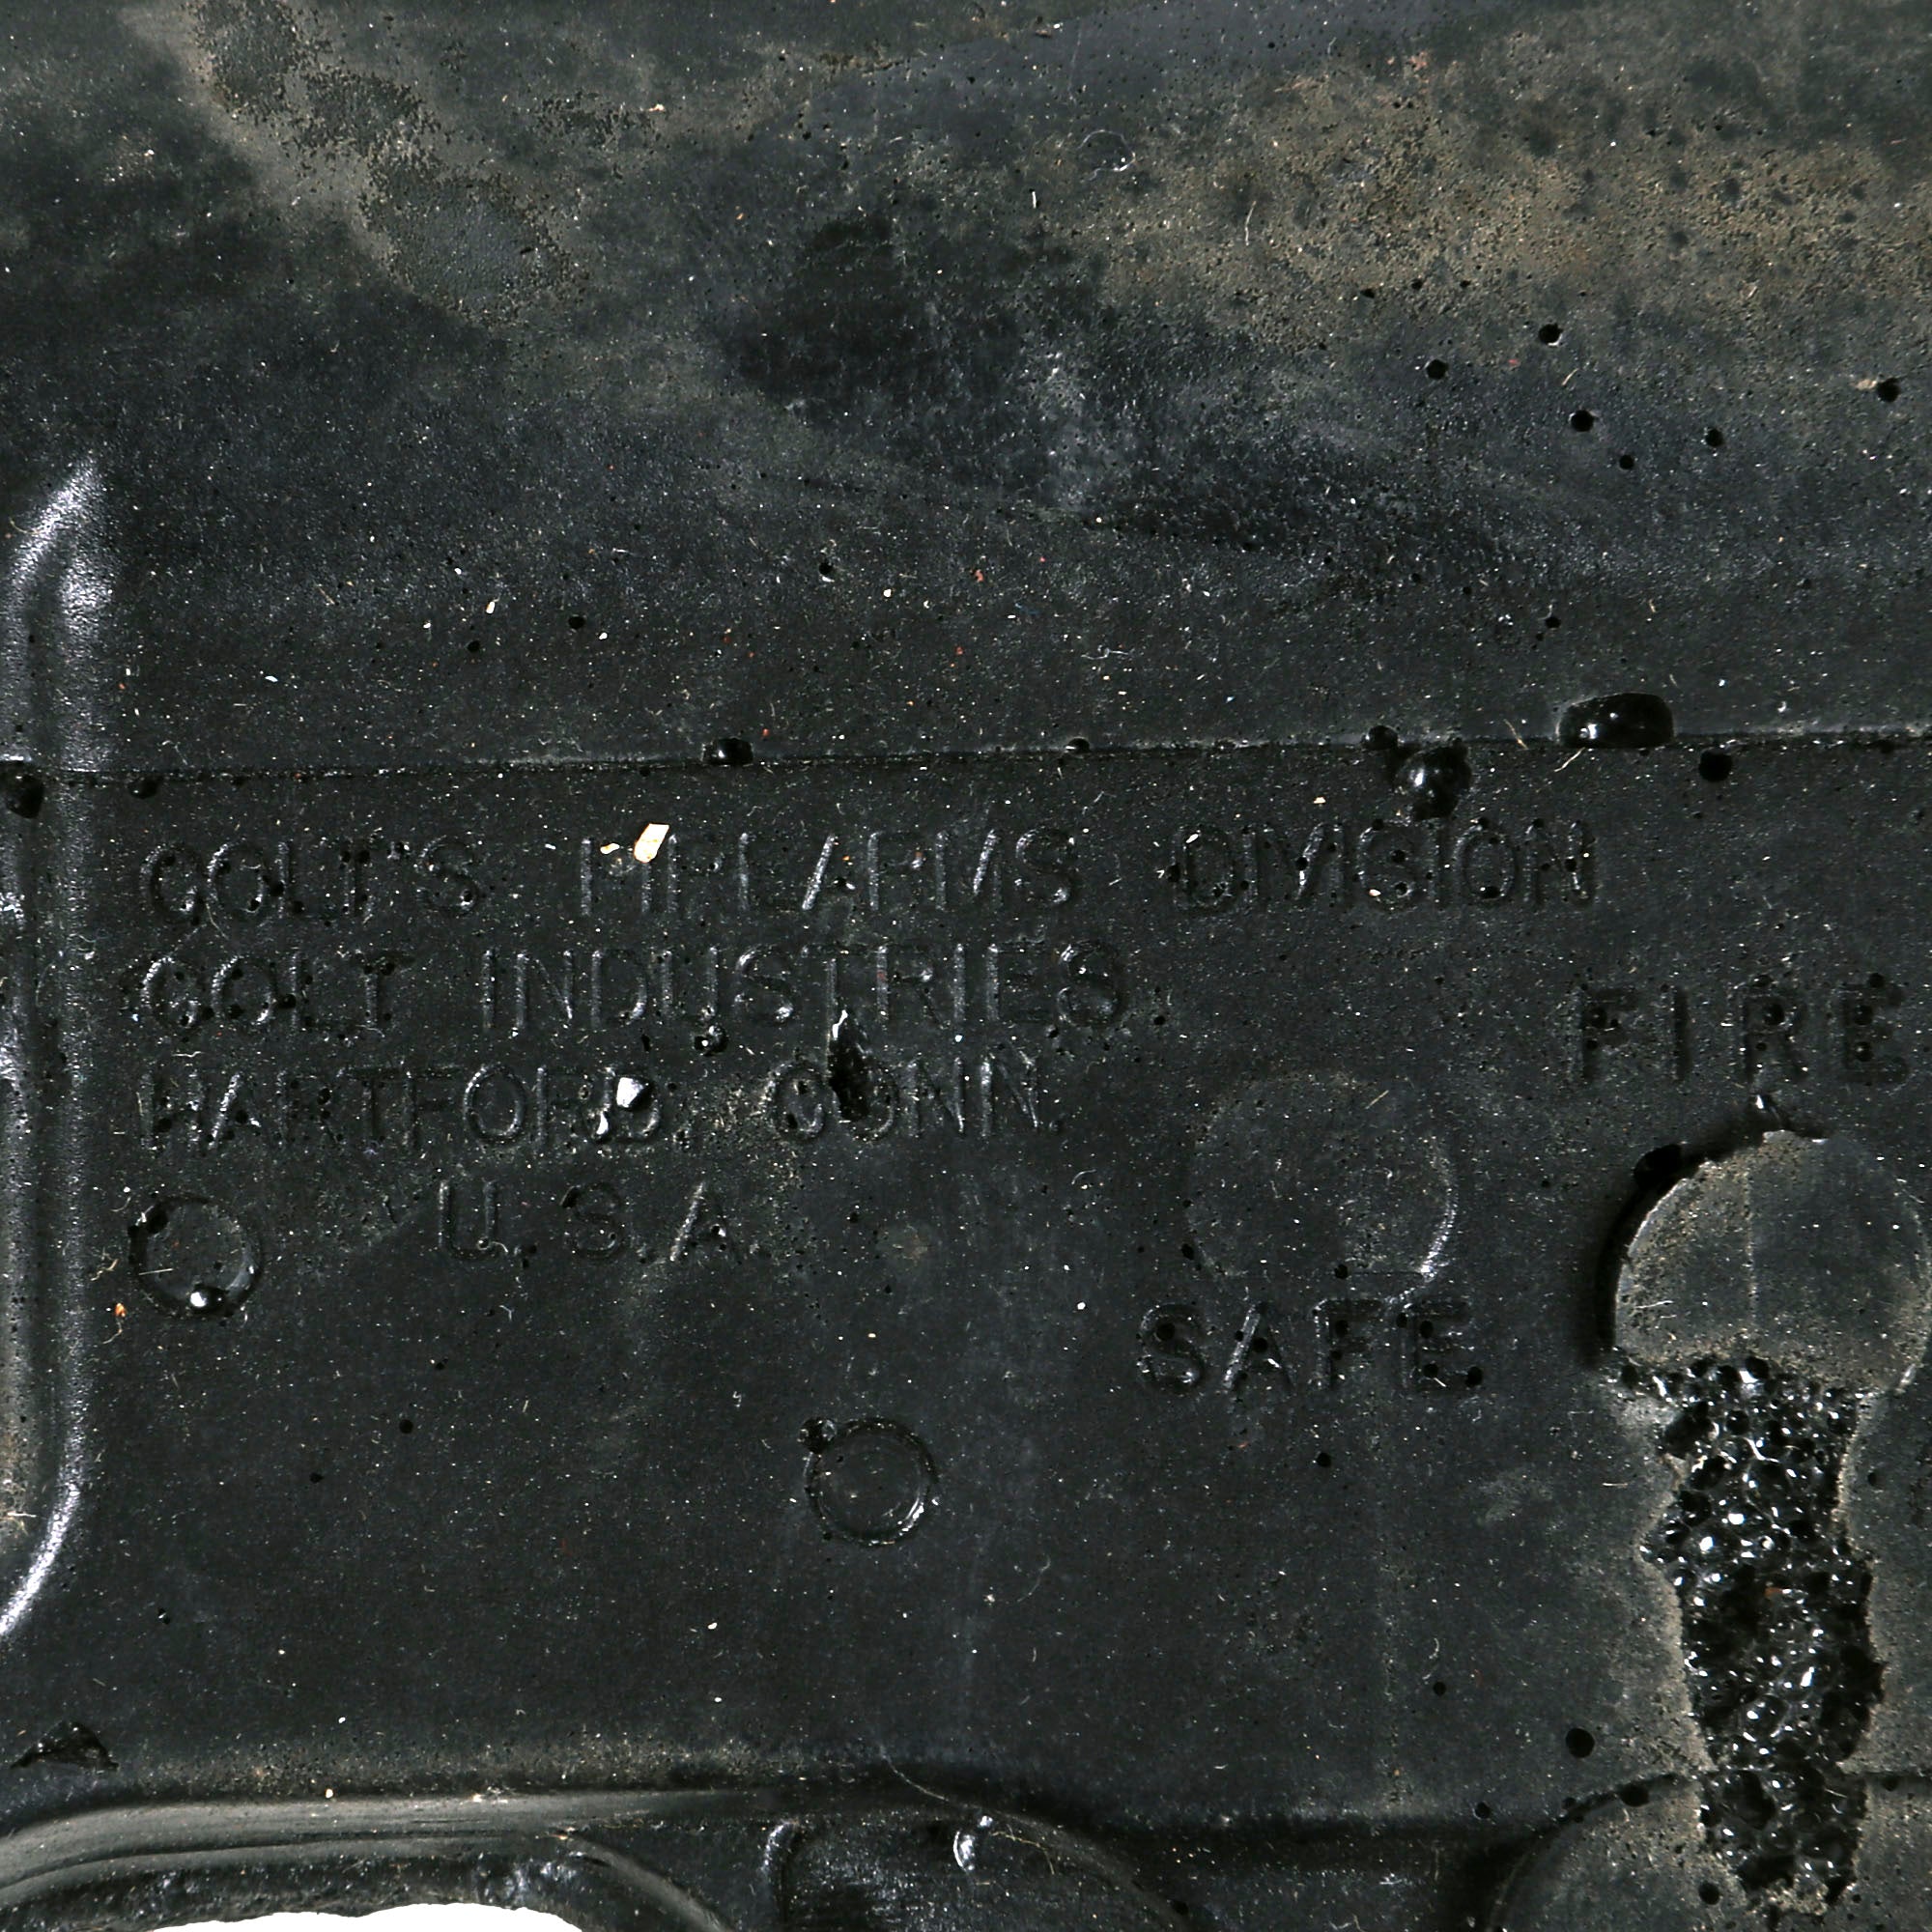 COLT'S FIREARMS DIVISION
COLT INDUSTRIES
HARTFORD, CONN.
U.S.A.
FIRE
SAFE